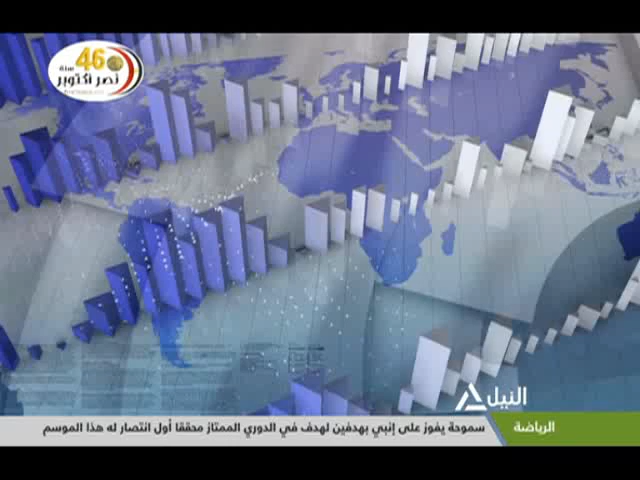 46 سنة
نصر أكتوبر
النيل
الرياضة
سموحة يفوز على إنبي بهدفين لهدف في الدوري الممتاز محققا أول انتصار له هذا الموسم